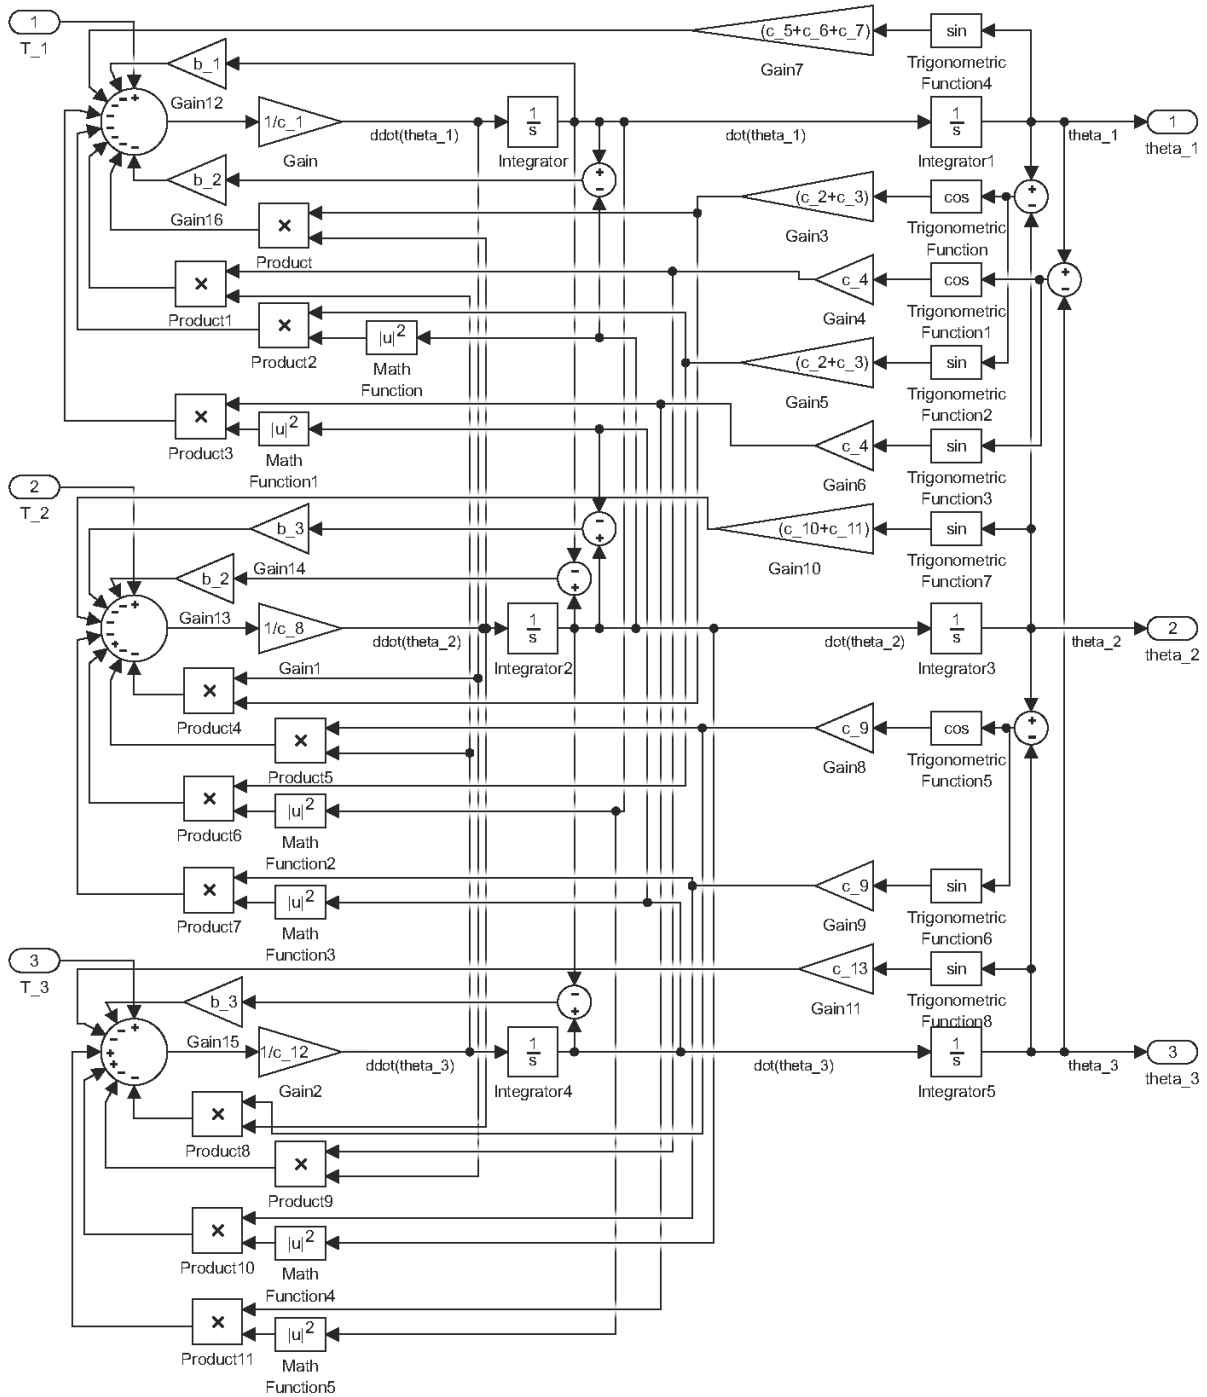 1
T_1
(c_5+c_6+c_7)
Gain7
sin
Trigonometric
Function4
b_1
Gain12
1/c_1
Gain
ddot(theta_1)
1
s
Integrator
dot(theta_1)
1
s
Integrator1
theta_1
1
theta_1
b_2
Gain16
(c_2+c_3)
Gain3
cos
Trigonometric
Function
×
Product
×
Product1
c_4
Gain4
cos
Trigonometric
Function1
×
Product2
|u|2
Math
Function
(c_2+c_3)
Gain5
sin
Trigonometric
Function2
×
Product3
|u|2
Math
Function1
c_4
Gain6
sin
Trigonometric
Function3
2
T_2
b_3
Gain14
(c_10+c_11)
Gain10
sin
Trigonometric
Function7
b_2
Gain13
1/c_8
Gain1
ddot(theta_2)
1
s
Integrator2
dot(theta_2)
1
s
Integrator3
theta_2
2
theta_2
×
Product4
×
Product5
c_9
Gain8
cos
Trigonometric
Function5
×
Product6
|u|2
Math
Function2
×
Product7
|u|2
Math
Function3
c_9
Gain9
sin
Trigonometric
Function6
3
T_3
c_13
Gain11
sin
Trigonometric
Function8
b_3
Gain15
1/c_12
Gain2
ddot(theta_3)
1
s
Integrator4
dot(theta_3)
1
s
Integrator5
theta_3
3
theta_3
×
Product8
×
Product9
×
Product10
|u|2
Math
Function4
×
Product11
|u|2
Math
Function5